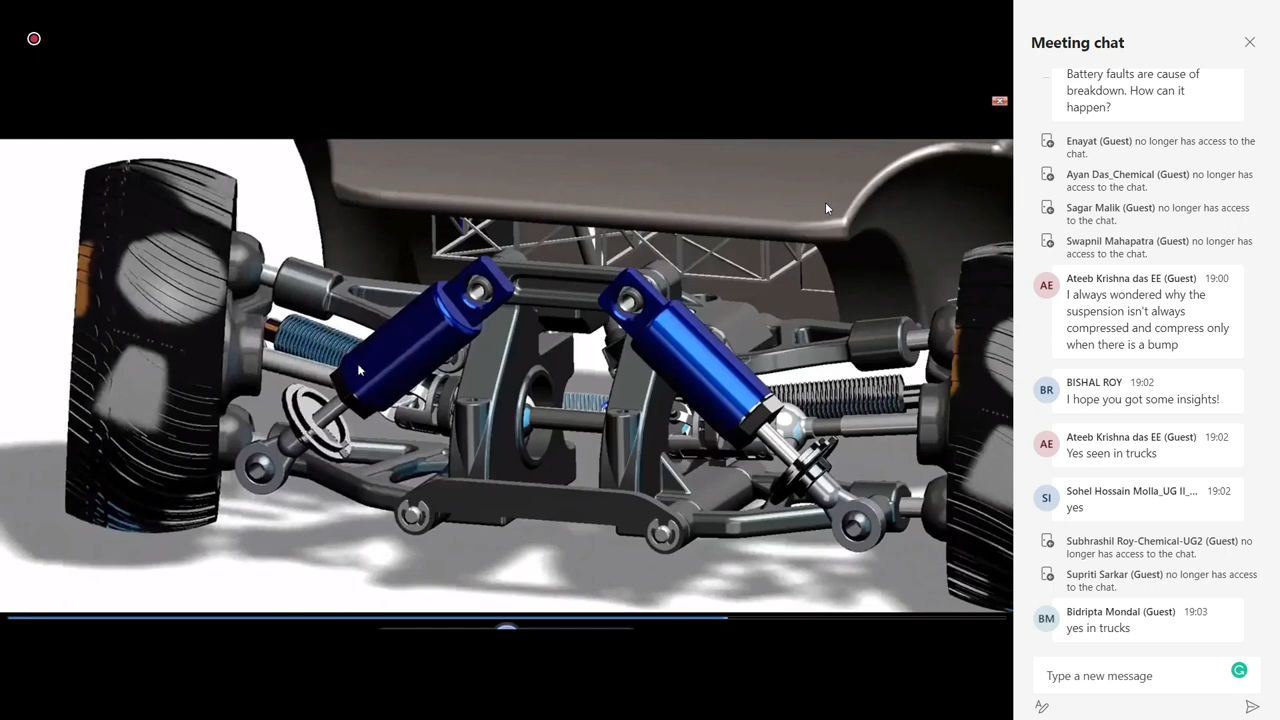 Meeting chat
Battery faults are cause of
breakdown. How can it
happen?
Enayat (Guest) no longer has access to the
chat.
Ayan Das_Chemical (Guest) no longer has
access to the chat.
Sagar Malik (Guest) no longer has access
to the chat.
Swapnil Mahapatra (Guest) no longer has
access to the chat.
AE
Ateeb Krishna das EE (Guest) 19:00
I always wondered why the
suspension isn't always
compressed and compress only
when there is a bump
BR
BISHAL ROY 19:02
I hope you got some insights!
AE
Ateeb Krishna das EE (Guest) 19:02
Yes seen in trucks
SI
Sohel Hossain Molla_UG II_... 19:02
yes
Subhrashil Roy-Chemical-UG2 (Guest) no
longer has access to the chat.
Supriti Sarkar (Guest) no longer has access
to the chat.
BM
Bidripta Mondal (Guest) 19:03
yes in trucks
Type a new message